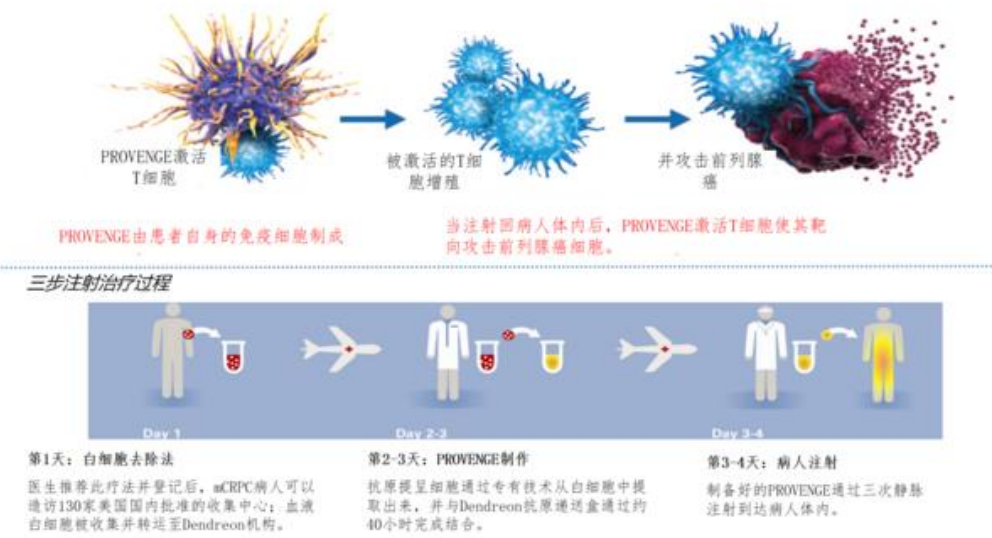 PROVENGE激活
T细胞
被激活的T细
胞增殖
并攻击前列腺
癌
PROVENGE由患者自身的免疫细胞制成
当注射回病人体内后，PROVENGE激活T细胞使其靶
向攻击前列腺癌细胞。
三步注射治疗过程
Day 1
Day 2-3
Day 3-4
第1天：白细胞去除法
医生推荐此疗法并登记后，mCRPC病人可以
造访130家美国国内批准的收集中心；血液
白细胞被收集并转运至Dendreon机构。
第2-3天：PROVENGE制作
抗原提呈细胞通过专有技术从白细胞中提
取出来，并与Dendreon抗原递送盒通过约
40小时完成结合。
第3-4天：病人注射
制备好的PROVENGE通过三次静脉
注射到达病人体内。